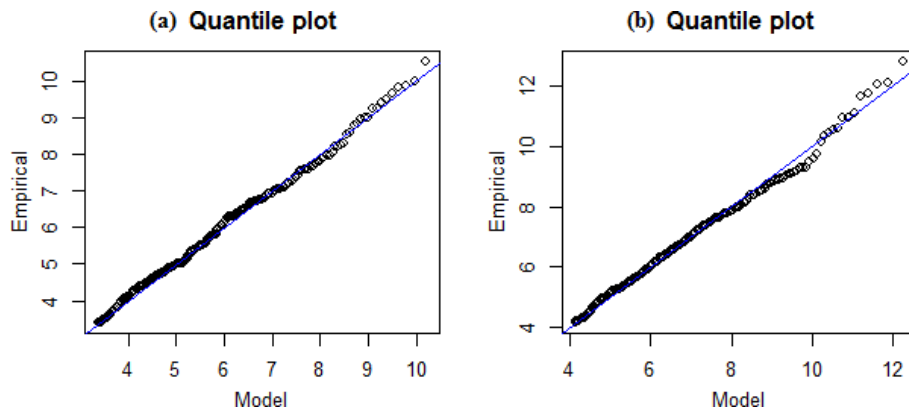 (a) Quantile plot
Empirical
10
9
8
7
6
5
4
4 5 6 7 8 9 10
Model
(b) Quantile plot
Empirical
12
10
8
6
4
4 6 8 10 12
Model